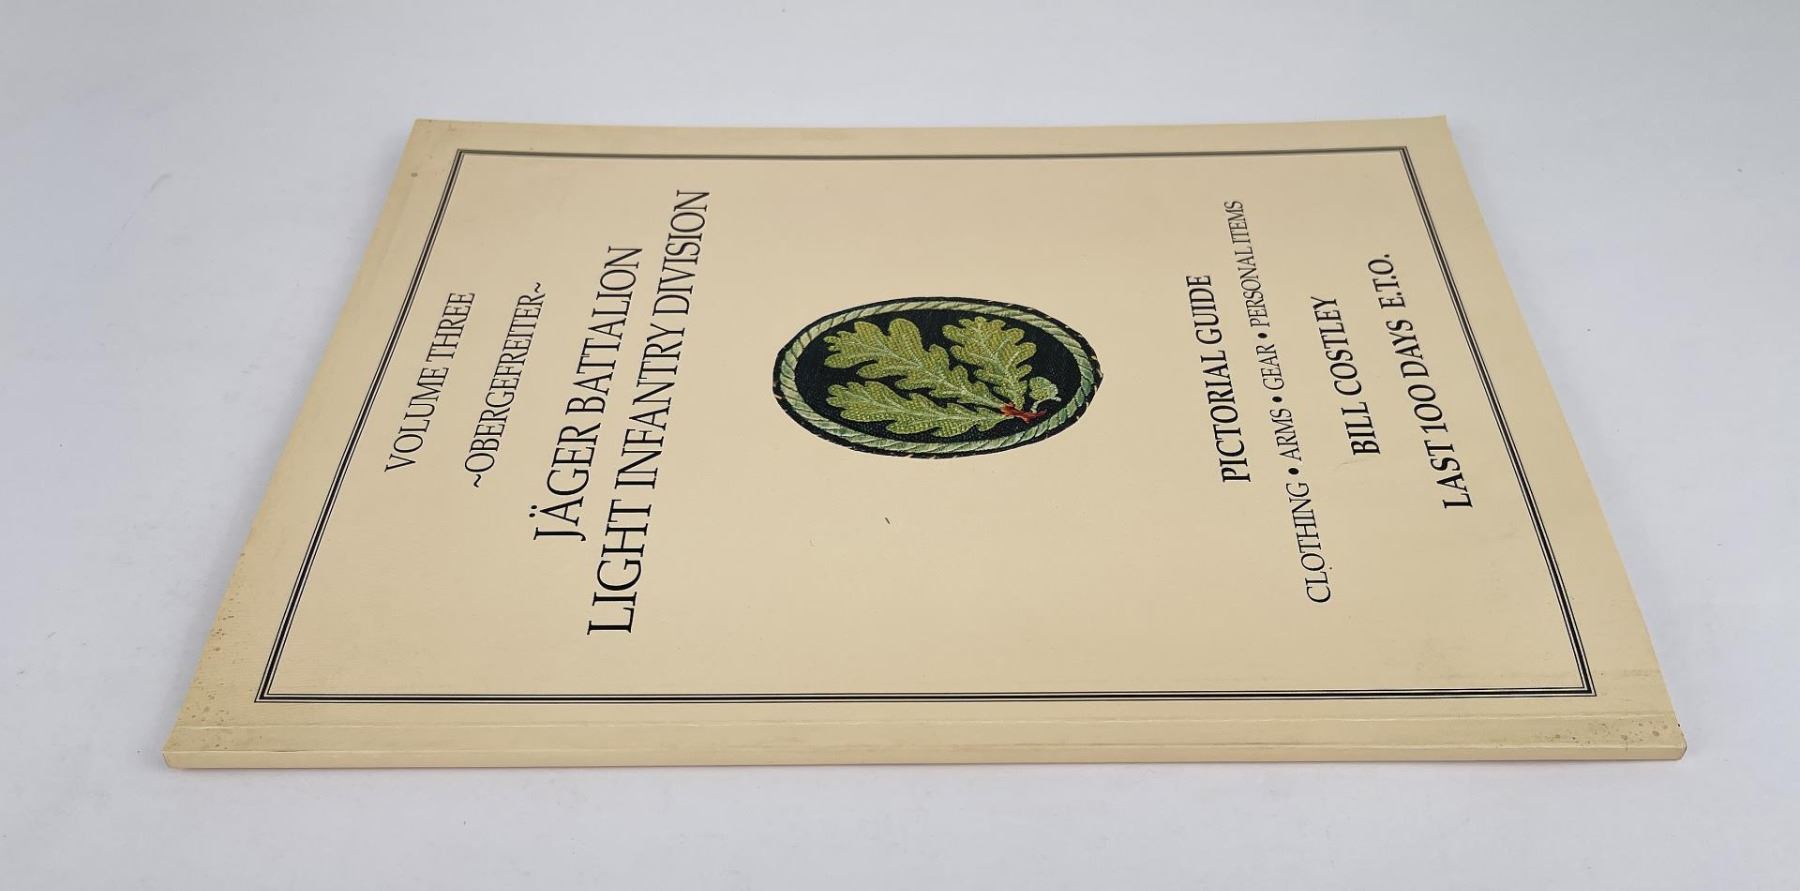 VOLUME THREE
~OBERGEFREITER~
JÄGER BATTALION
LIGHT INFANTRY DIVISION
PICTORIAL GUIDE
CLOTHING • ARMS • GEAR • PERSONAL ITEMS
BILL COSTLEY
LAST 100 DAYS E.T.O.